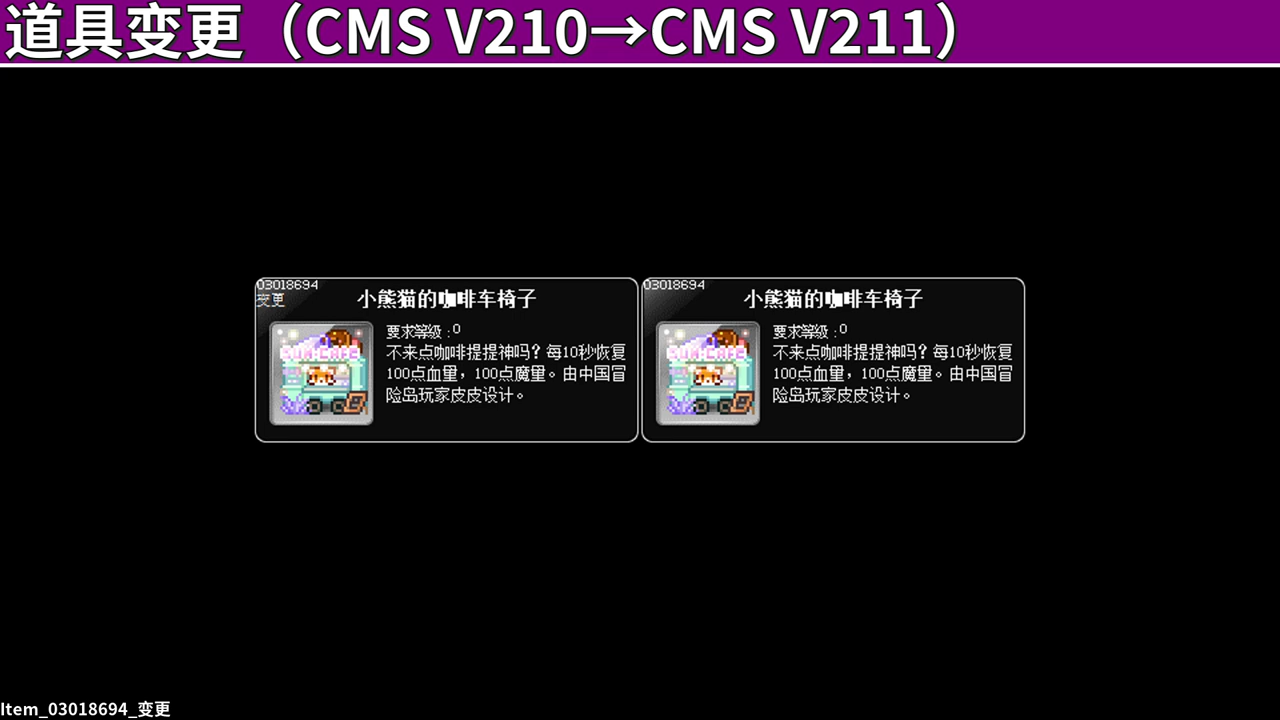 道具变更（CMS V210→CMS V211）
03018694
变更
小熊猫的咖啡车椅子
要求等级 : 0
不来点咖啡提提神吗？每10秒恢复
100点血量，100点魔量。由中国冒
险岛玩家皮皮设计。
03018694
小熊猫的咖啡车椅子
要求等级 : 0
不来点咖啡提提神吗？每10秒恢复
100点血量，100点魔量。由中国冒
险岛玩家皮皮设计。
Item_03018694_变更